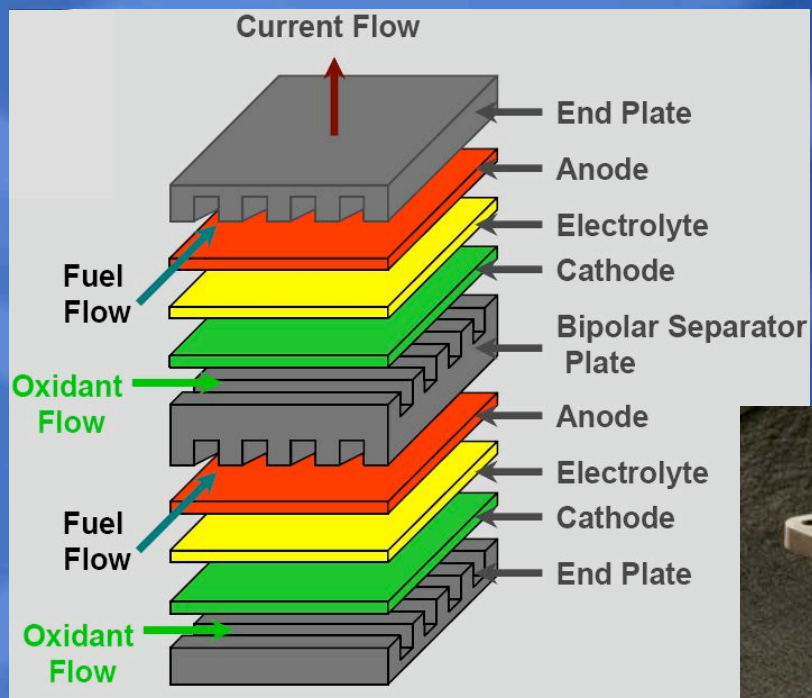 Current Flow
End Plate
Anode
Electrolyte
Cathode
Fuel
Flow
Bipolar Separator
Plate
Oxidant
Flow
Anode
Electrolyte
Cathode
Fuel
Flow
End Plate
Oxidant
Flow